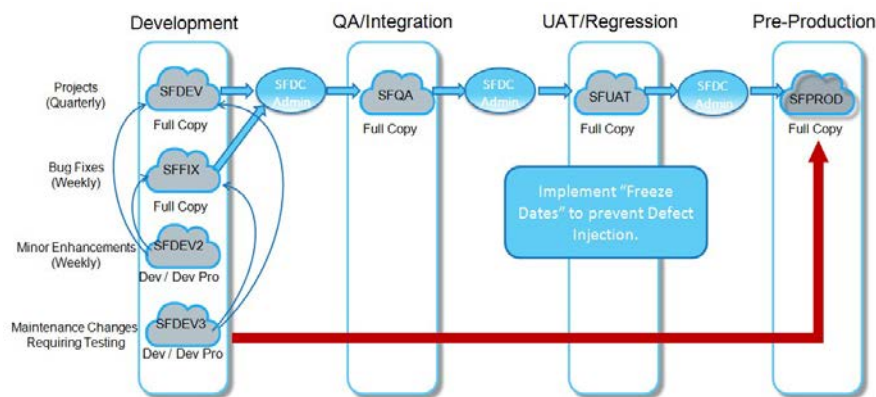 Development
QA/Integration
UAT/Regression
Pre-Production
Projects
(Quarterly)
SFDEV
Full Copy
SFDC
Admin
SFQA
Full Copy
SFDC
Admin
SFUAT
Full Copy
SFDC
Admin
SFPROD
Full Copy
Bug Fixes
(Weekly)
SFFIX
Full Copy
Implement “Freeze
Dates” to prevent Defect
Injection.
Minor Enhancements
(Weekly)
SFDEV2
Dev / Dev Pro
Maintenance Changes
Requiring Testing
SFDEV3
Dev / Dev Pro